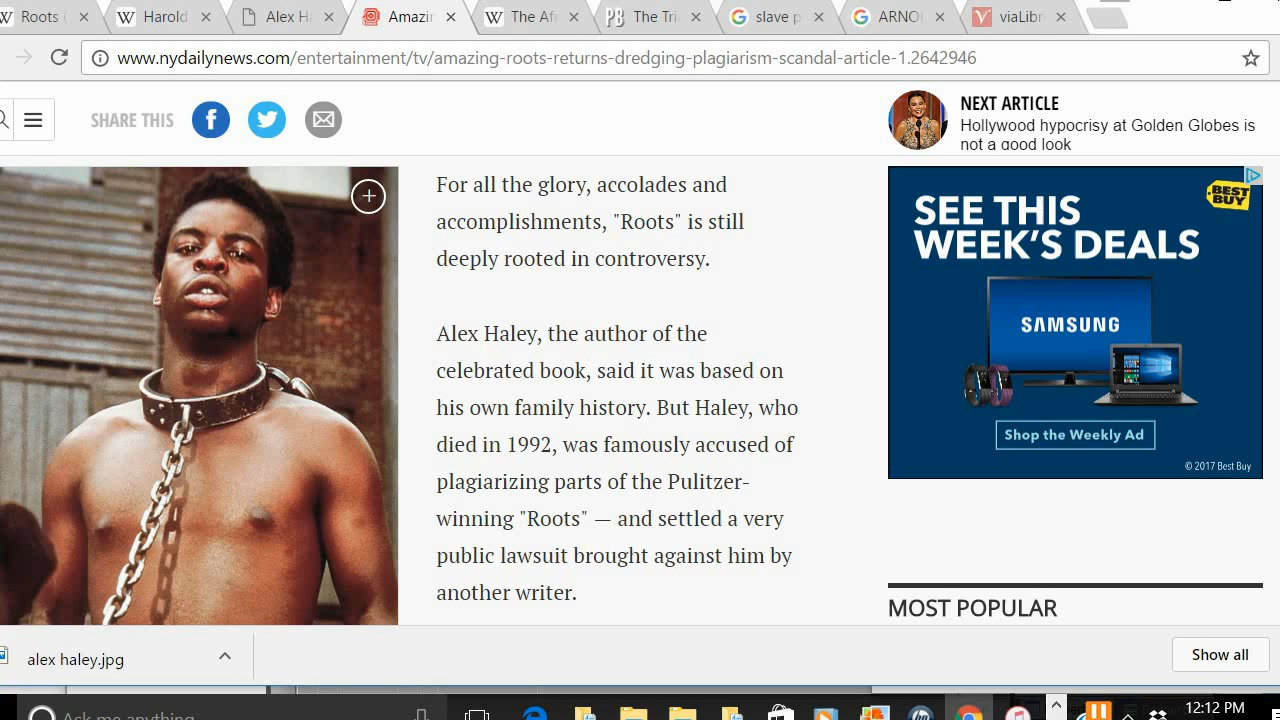 Roots (
Harold
Alex H
Amazin
The Af
The Tri
slave p
ARNO
viaLibr
www.nydailynews.com/entertainment/tv/amazing-roots-returns-dredging-plagiarism-scandal-article-1.2642946
SHARE THIS
NEXT ARTICLE
Hollywood hypocrisy at Golden Globes is
not a good look
For all the glory, accolades and
accomplishments, "Roots" is still
deeply rooted in controversy.
Alex Haley, the author of the
celebrated book, said it was based on
his own family history. But Haley, who
died in 1992, was famously accused of
plagiarizing parts of the Pulitzer-
winning "Roots" — and settled a very
public lawsuit brought against him by
another writer.
BEST
BUY
SEE THIS
WEEK'S DEALS
SAMSUNG
Shop the Weekly Ad
© 2017 Best Buy
MOST POPULAR
alex haley.jpg
Show all
Ask me anything
12:12 PM